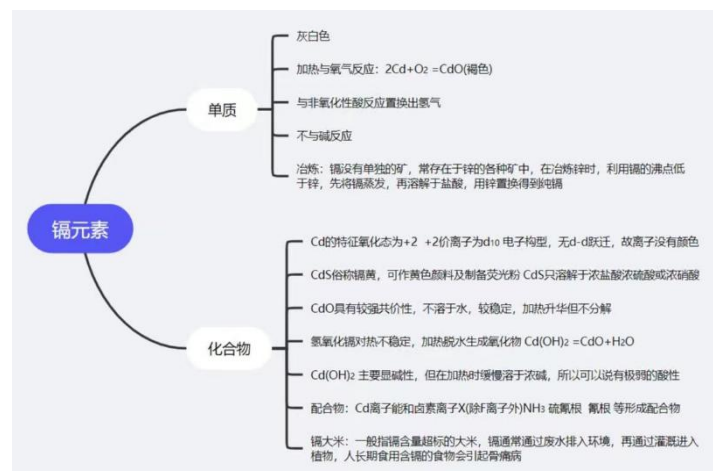 镉元素
单质
灰白色
加热与氧气反应：2Cd+O2 =CdO(褐色)
与非氧化性酸反应置换出氢气
不与碱反应
冶炼：镉没有单独的矿，常存在于锌的各种矿中，在冶炼锌时，利用镉的沸点低
于锌，先将镉蒸发，再溶解于盐酸，用锌置换得到纯镉
化合物
Cd的特征氧化态为+2 +2价离子为d10 电子构型，无d-d跃迁，故离子没有颜色
CdS俗称镉黄，可作黄色颜料及制备荧光粉 CdS只溶解于浓盐酸浓硫酸或浓硝酸
CdO具有较强共价性，不溶于水，较稳定，加热升华但不分解
氢氧化镉对热不稳定，加热脱水生成氧化物 Cd(OH)2 =CdO+H2O
Cd(OH)2 主要显碱性，但在加热时缓慢溶于浓碱，所以可以说有极弱的酸性
配合物：Cd离子能和卤素离子X(除F离子外)NH3 硫氰根 氰根 等形成配合物
镉大米：一般指镉含量超标的大米，镉通常通过废水排入环境，再通过灌溉进入
植物，人长期食用含镉的食物会引起骨痛病